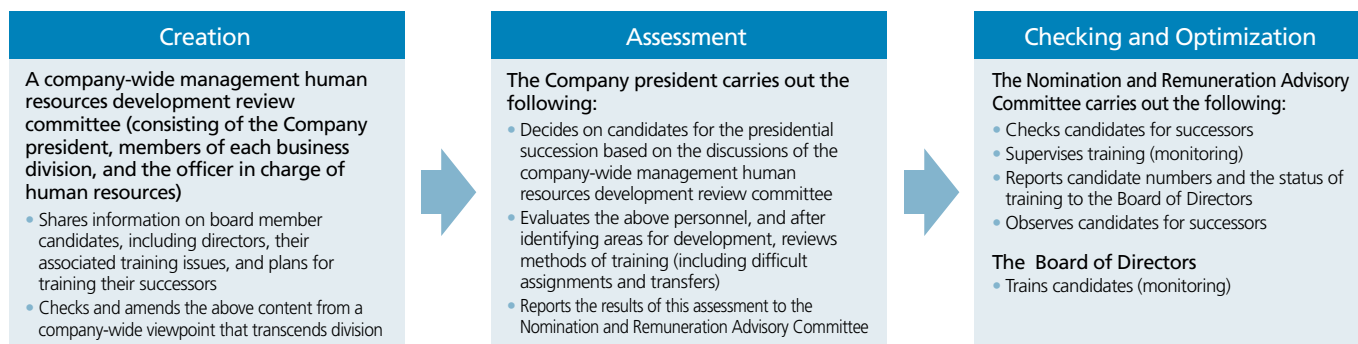 Creation
A company-wide management human
resources development review
committee (consisting of the Company
president, members of each business
division, and the officer in charge of
human resources)
• Shares information on board member
candidates, including directors, their
associated training issues, and plans for
training their successors
• Checks and amends the above content from a
company-wide viewpoint that transcends division
Assessment
The Company president carries out the
following:
• Decides on candidates for the presidential
succession based on the discussions of the
company-wide management human
resources development review committee
• Evaluates the above personnel, and after
identifying areas for development, reviews
methods of training (including difficult
assignments and transfers)
• Reports the results of this assessment to the
Nomination and Remuneration Advisory Committee
Checking and Optimization
The Nomination and Remuneration Advisory
Committee carries out the following:
• Checks candidates for successors
• Supervises training (monitoring)
• Reports candidate numbers and the status of
training to the Board of Directors
• Observes candidates for successors
The Board of Directors
• Trains candidates (monitoring)